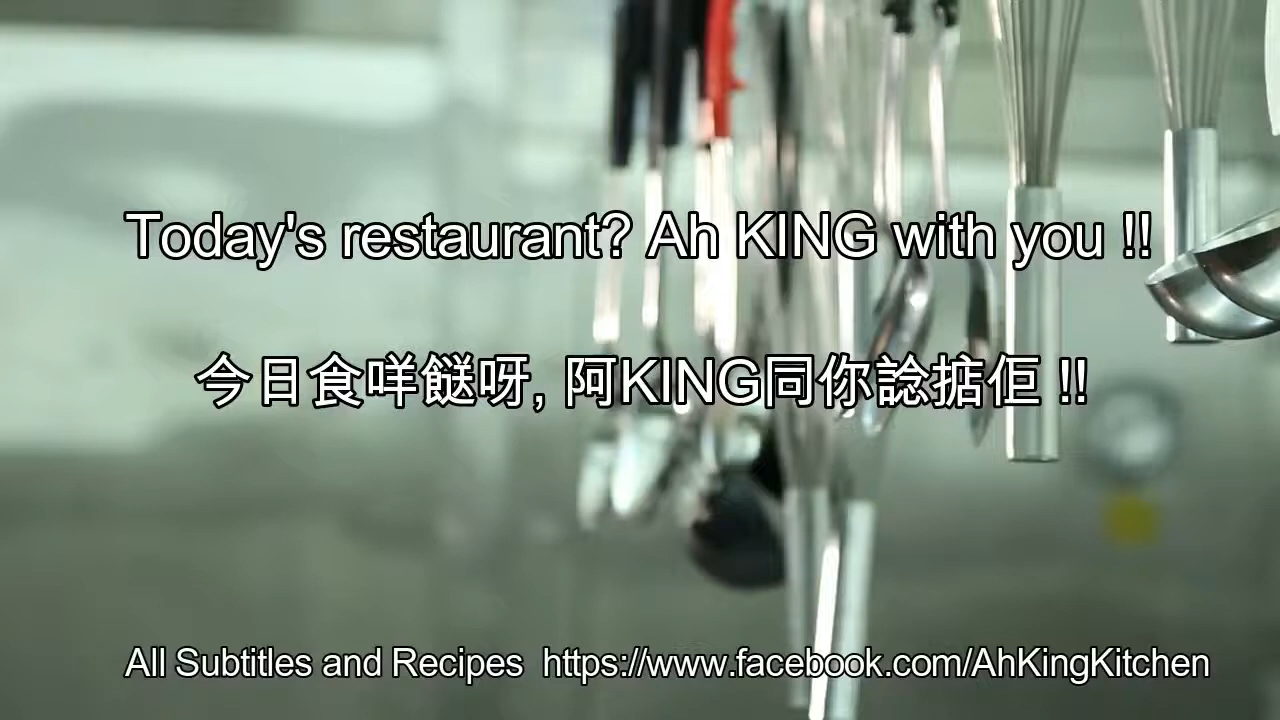 Today's restaurant? Ah KING with you !!
今日食咩餸呀, 阿KING同你諗掂佢 !!
All Subtitles and Recipes https://www.facebook.com/AhKingKitchen